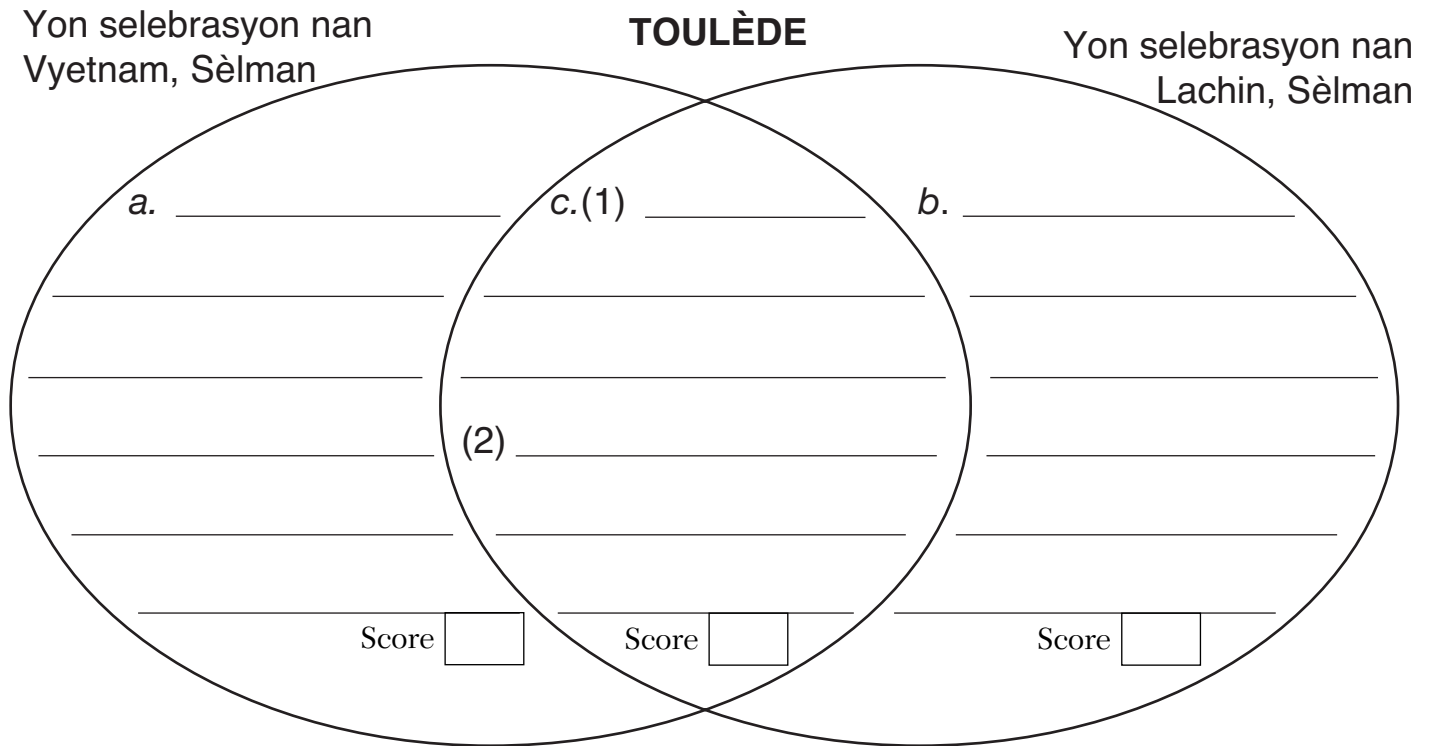 Yon selebrasyon nan
Vyetnam, Sèlman
TOULÈDE
Yon selebrasyon nan
Lachin, Sèlman
a.
c.(1)
b.
(2)
Score
Score
Score